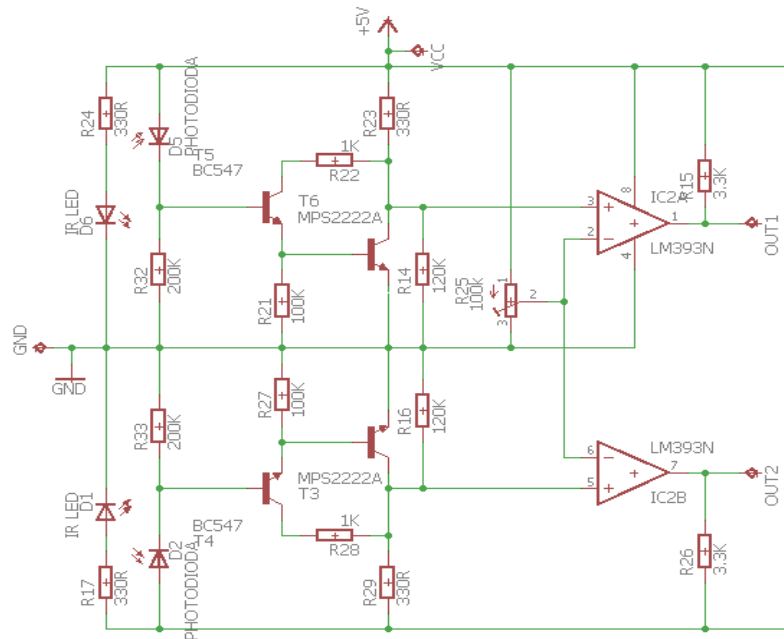 +5V
VCC
R24
330R
D5
PHOTODIODA
T5
BC547
1K
R22
R23
330R
IR LED
D6
T6
MPS2222A
3
2
8
4
1
IC2A
LM393N
R15
3.3K
OUT1
R32
200K
R21
100K
R14
120K
R25
100k
1
2
3
GND
GND
R33
200K
R27
100K
R16
120K
IR LED
D1
MPS2222A
T3
6
5
7
LM393N
IC2B
OUT2
BC547
T4
D2
PHOTODIODA
1K
R28
R17
330R
R29
330R
R26
3.3K